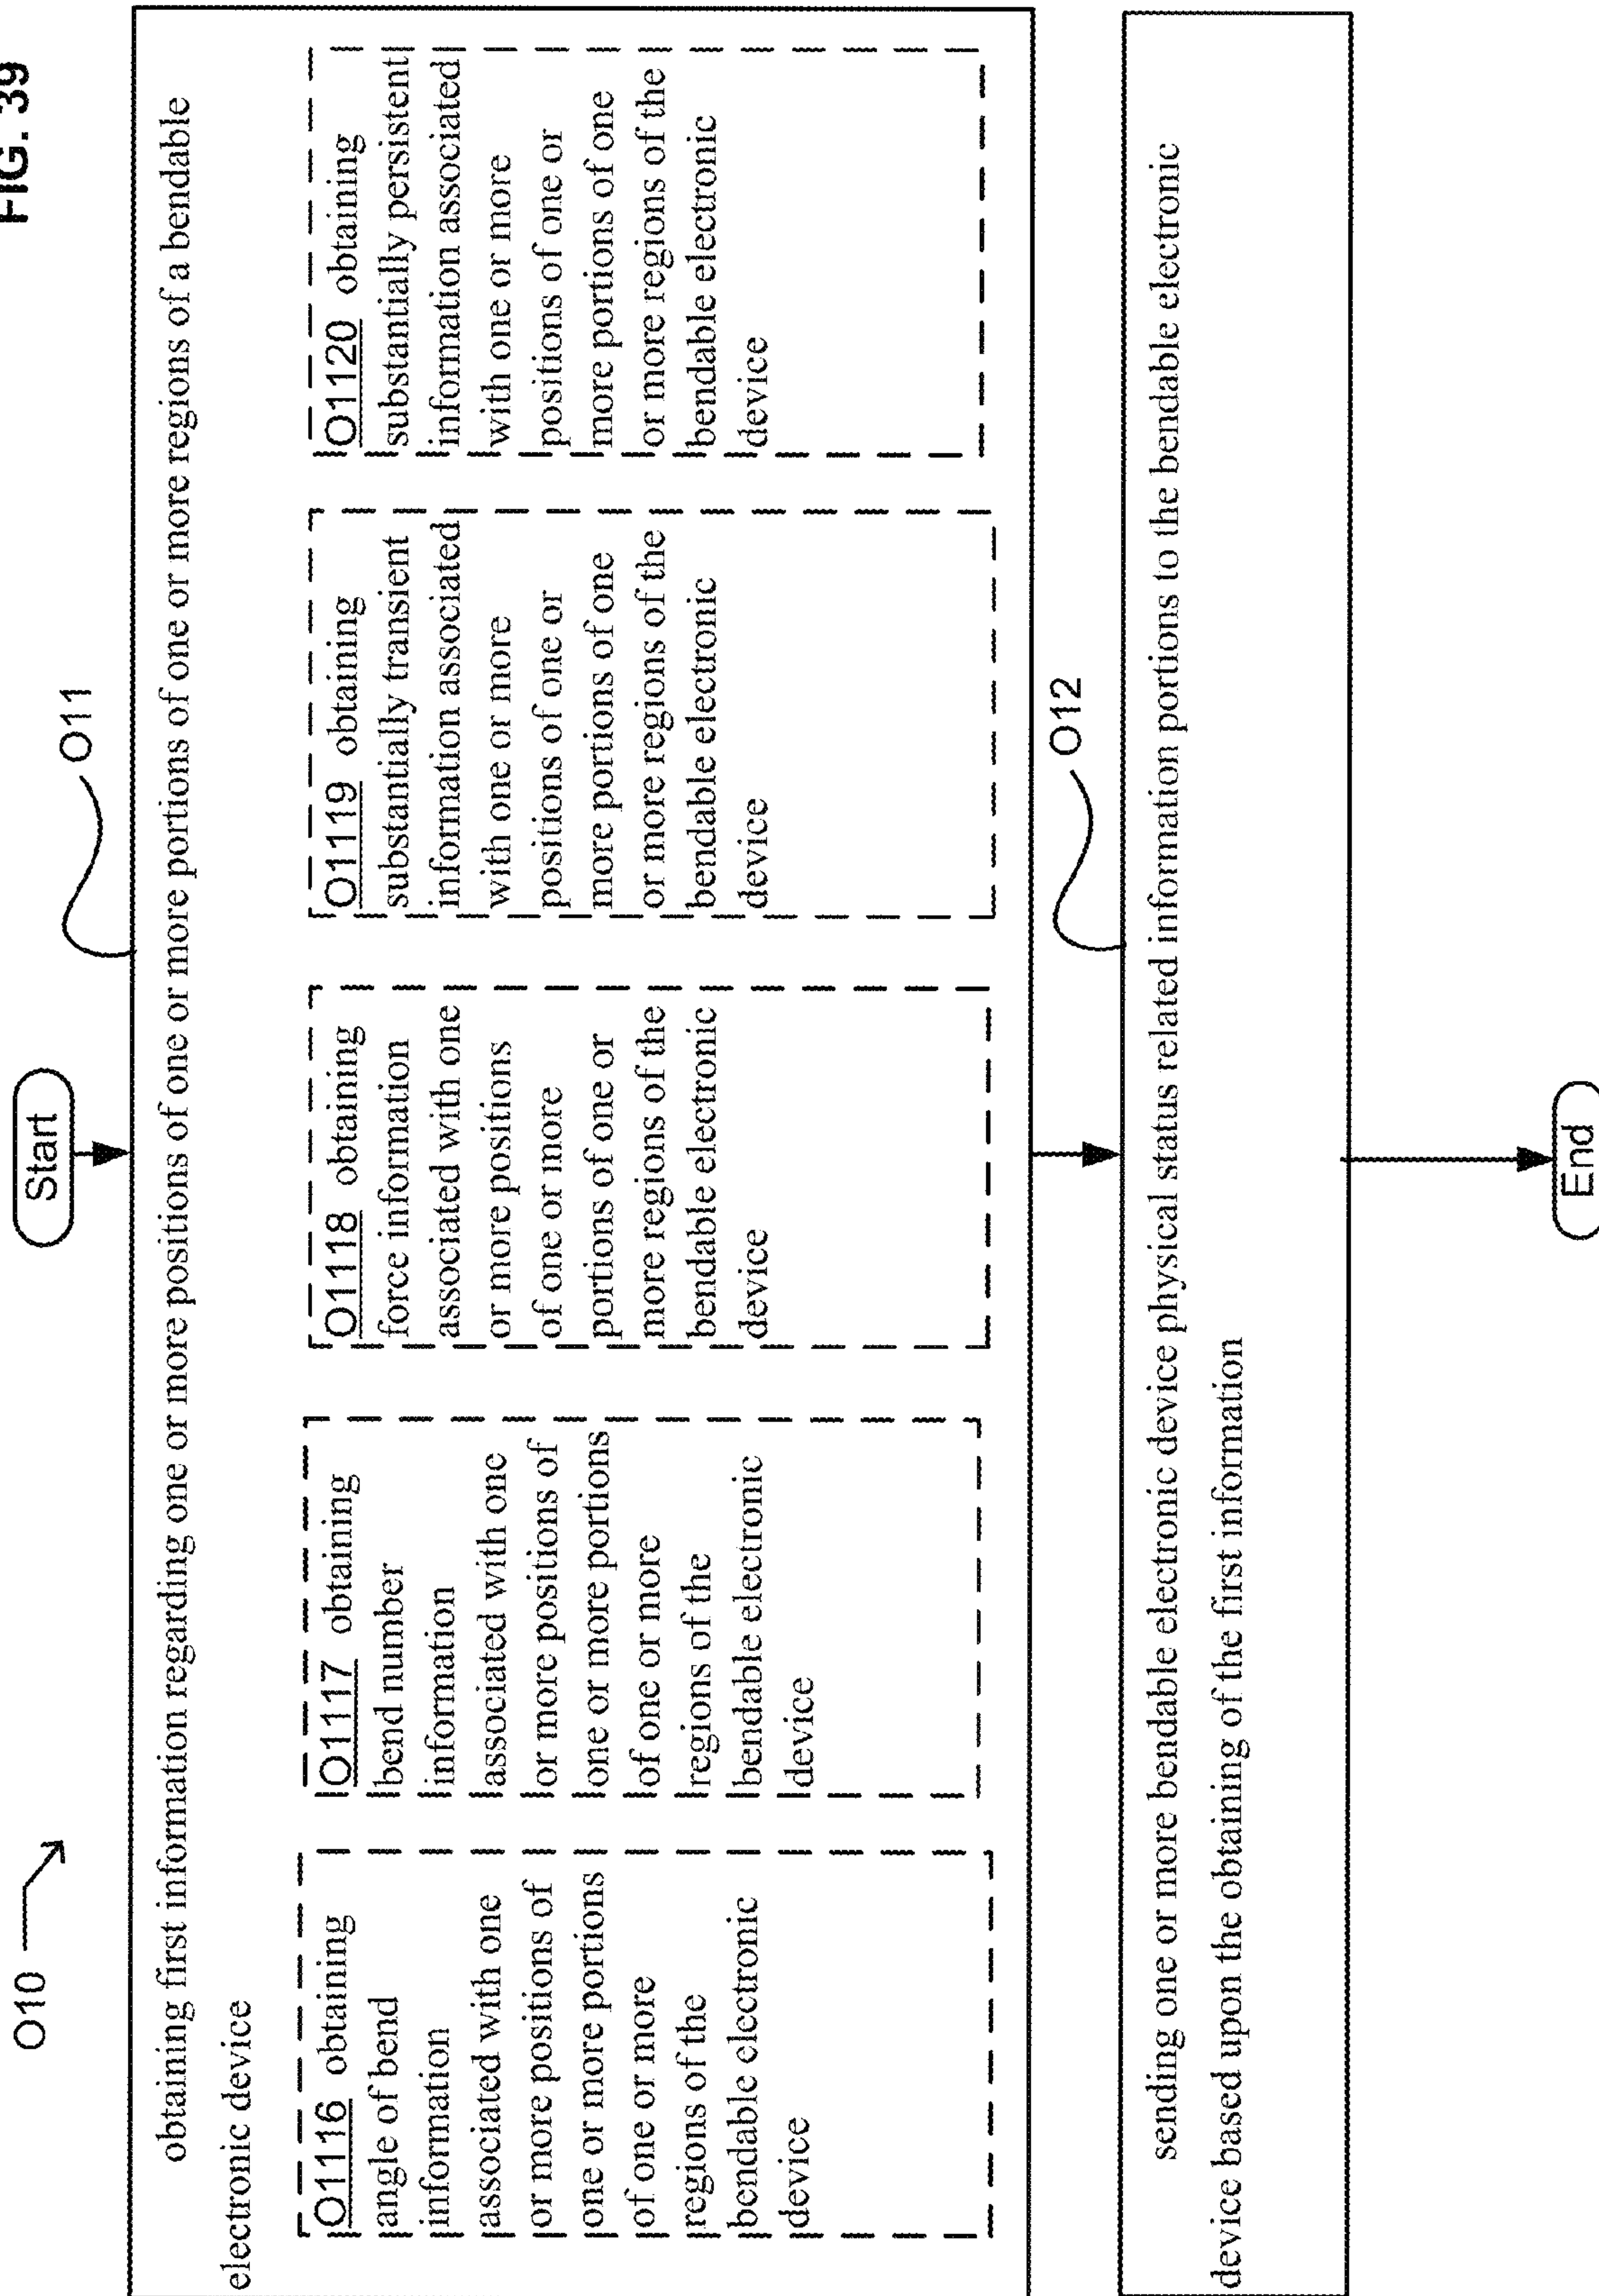 FIG. 39
O10
Start
O11
obtaining first information regarding one or more positions of one or more portions of one or more regions of a bendable
electronic device
O1116 obtaining
angle of bend
information
associated with one
or more positions of
one or more portions
of one or more
regions of the
bendable electronic
device
O1117 obtaining
bend number
information
associated with one
or more positions of
one or more portions
of one or more
regions of the
bendable electronic
device
O1118 obtaining
force information
associated with one
or more positions
of one or more
portions of one or
more regions of the
bendable electronic
device
O1119 obtaining
substantially transient
information associated
with one or more
positions of one or
more portions of one
or more regions of the
bendable electronic
device
O1120 obtaining
substantially persistent
information associated
with one or more
positions of one or
more portions of one
or more regions of the
bendable electronic
device
O12
sending one or more bendable electronic device physical status related information portions to the bendable electronic
device based upon the obtaining of the first information
End